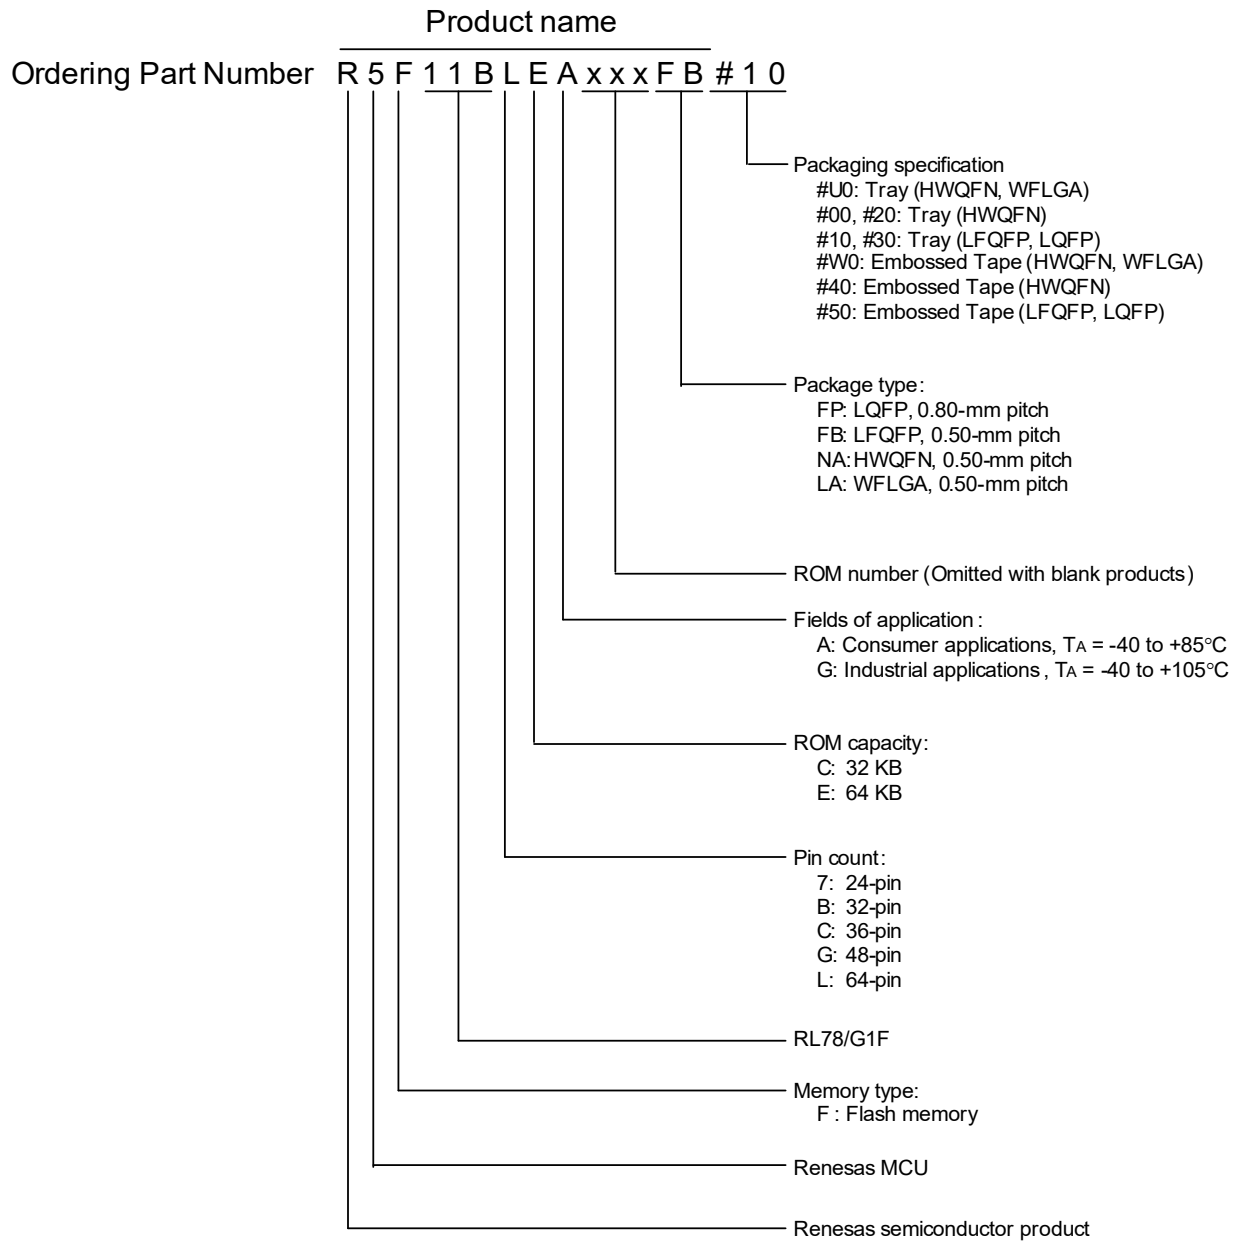 Product name
Ordering Part Number R 5 F 1 1 B L E A x x x F B # 1 0
Packaging specification
#U0: Tray (HWQFN, WFLGA)
#00, #20: Tray (HWQFN)
#10, #30: Tray (LFQFP, LQFP)
#W0: Embossed Tape (HWQFN, WFLGA)
#40: Embossed Tape (HWQFN)
#50: Embossed Tape (LFQFP, LQFP)
Package type:
FP: LQFP, 0.80-mm pitch
FB: LFQFP, 0.50-mm pitch
NA: HWQFN, 0.50-mm pitch
LA: WFLGA, 0.50-mm pitch
ROM number (Omitted with blank products)
Fields of application :
A: Consumer applications, TA = -40 to +85°C
G: Industrial applications , TA = -40 to +105°C
ROM capacity:
C: 32 KB
E: 64 KB
Pin count:
7: 24-pin
B: 32-pin
C: 36-pin
G: 48-pin
L: 64-pin
RL78/G1F
Memory type:
F : Flash memory
Renesas MCU
Renesas semiconductor product